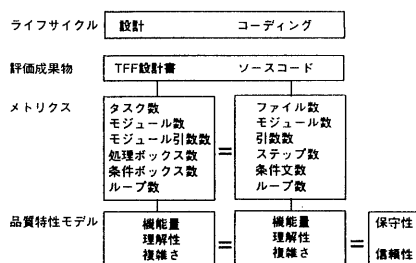 ライフサイクル 設計 コーディング
評価成果物 TFF設計書 ソースコード
メトリクス
タスク数
モジュール数
モジュール引数数
処理ボックス数
条件ボックス数
ループ数
=
ファイル数
モジュール数
引数数
ステップ数
条件文数
ループ数
品質特性モデル
機能量
理解性
複雑さ
=
機能量
理解性
複雑さ
=
保守性
信頼性